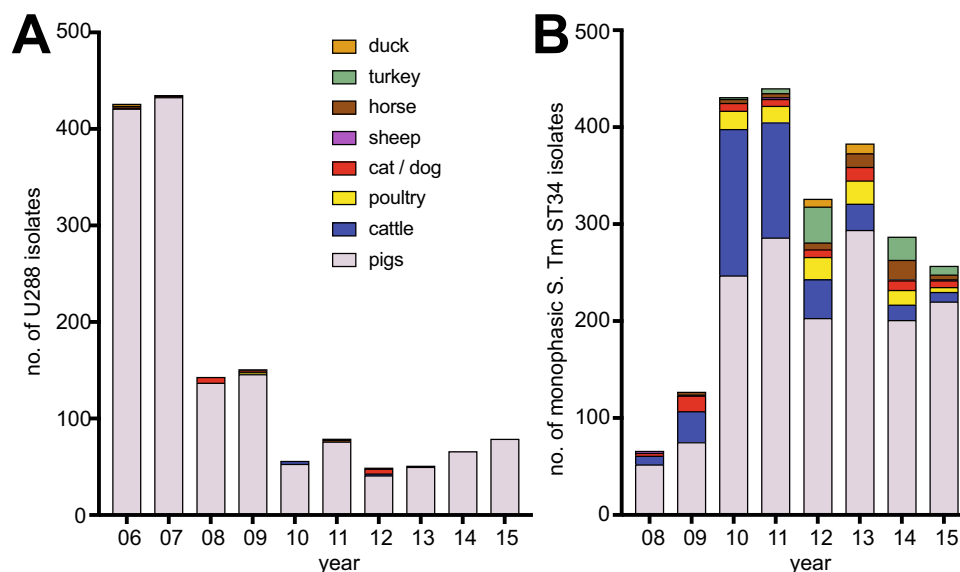 A
no. of U288 isolates
500
400
300
200
100
0
06 07 08 09 10 11 12 13 14 15
year
duck
turkey
horse
sheep
cat / dog
poultry
cattle
pigs
B
no. of monophasic S. Tm ST34 isolates
500
400
300
200
100
0
08 09 10 11 12 13 14 15
year